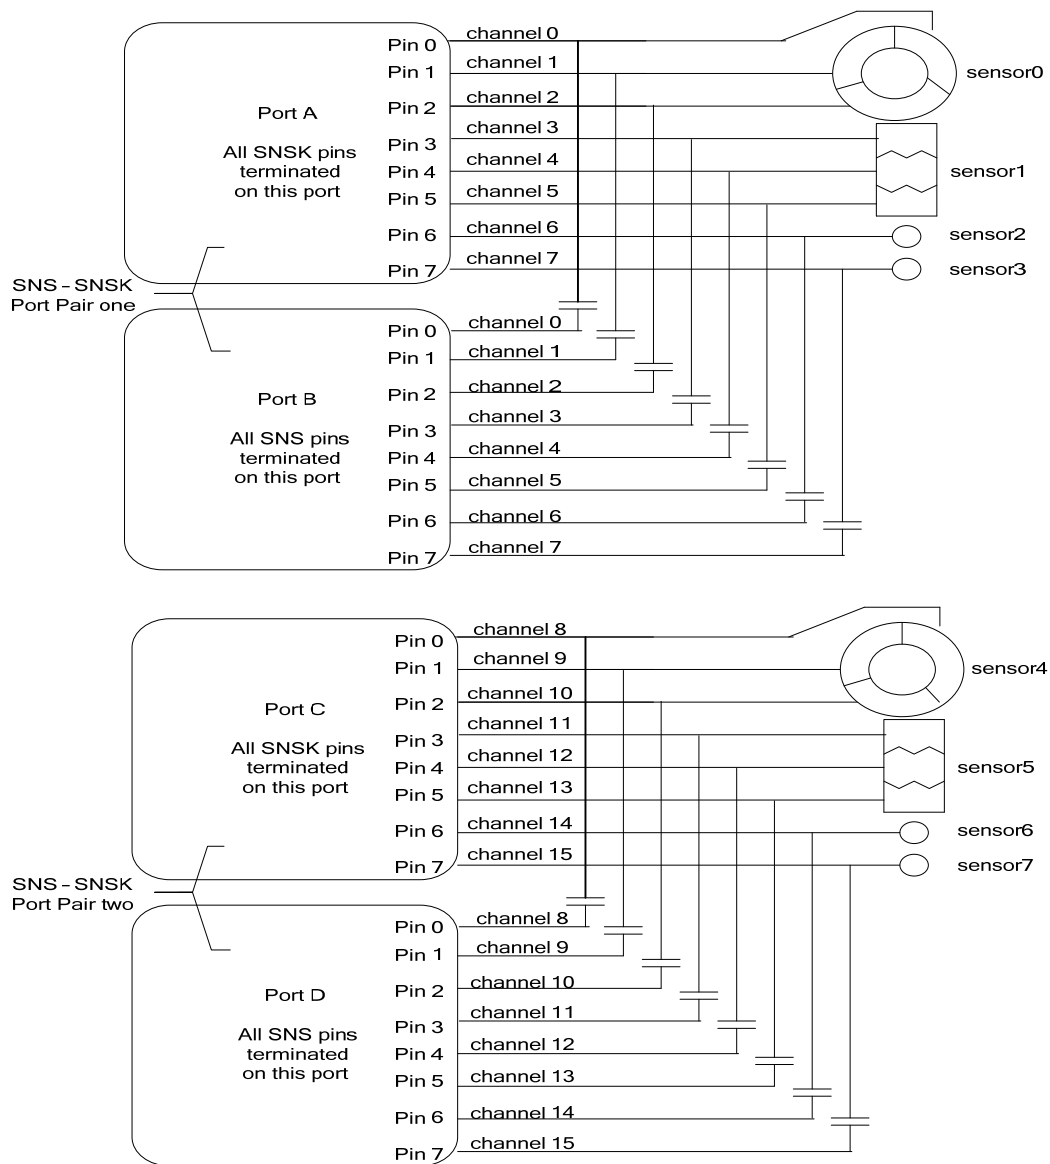 channel 0
Pin 0
channel 1
Pin 1
sensor0
channel 2
Pin 2
Port A
channel 3
Pin 3
All SNSK pins
terminated
on this port
channel 4
Pin 4
sensor1
channel 5
Pin 5
channel 6
Pin 6
sensor2
channel 7
Pin 7
sensor3
SNS - SNSK
Port Pair one
channel 0
Pin 0
channel 1
Pin 1
channel 2
Pin 2
Port B
channel 3
Pin 3
All SNS pins
terminated
on this port
channel 4
Pin 4
channel 5
Pin 5
channel 6
Pin 6
channel 7
Pin 7
channel 8
Pin 0
channel 9
Pin 1
sensor4
channel 10
Pin 2
Port C
channel 11
Pin 3
All SNSK pins
terminated
on this port
channel 12
Pin 4
sensor5
channel 13
Pin 5
channel 14
Pin 6
sensor6
channel 15
Pin 7
sensor7
SNS - SNSK
Port Pair two
channel 8
Pin 0
channel 9
Pin 1
channel 10
Pin 2
Port D
channel 11
Pin 3
All SNS pins
terminated
on this port
channel 12
Pin 4
channel 13
Pin 5
channel 14
Pin 6
channel 15
Pin 7